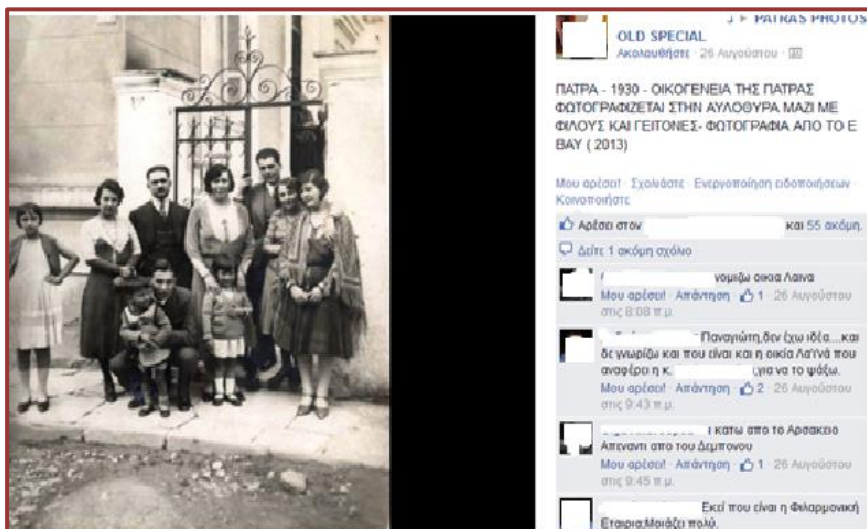 PATRAS PHOTOS
OLD SPECIAL
Ακολουθήστε · 26 Αυγούστου ·
ΠΑΤΡΑ - 1930 - ΟΙΚΟΓΕΝΕΙΑ ΤΗΣ ΠΑΤΡΑΣ
ΦΩΤΟΓΡΑΦΙΖΕΤΑΙ ΣΤΗΝ ΑΥΛΟΘΥΡΑ ΜΑΖΙ ΜΕ
ΦΙΛΟΥΣ ΚΑΙ ΓΕΙΤΟΝΕΣ- ΦΩΤΟΓΡΑΦΙΑ ΑΠΟ ΤΟ E
BAY ( 2013)
Μου αρέσει! · Σχολιάστε · Ενεργοποίηση ειδοποιήσεων ·
Κοινοποιήστε
Αρέσει στον και 55 ακόμη.
Δείτε 1 ακόμη σχόλιο
νομιζω οικια Λαινα
Μου αρέσει! · Απάντηση · 1 · 26 Αυγούστου
στις 8:08 π.μ.
Παναγιώτη,δεν έχω ιδέα....και
δε γνωρίζω και που είναι και η οικία Λαϊνά που
αναφέρει η κ. ,για να το ψάξω.
Μου αρέσει! · Απάντηση · 2 · 26 Αυγούστου
στις 9:43 π.μ.
κατω απο το Αρσακειο
Απεναντι απο του Δεμπονου
Μου αρέσει! · Απάντηση · 1 · 26 Αυγούστου
στις 9:45 π.μ.
Εκεί που είναι η Φιλαρμονική
Εταιρια;Μοιάζει πολύ.